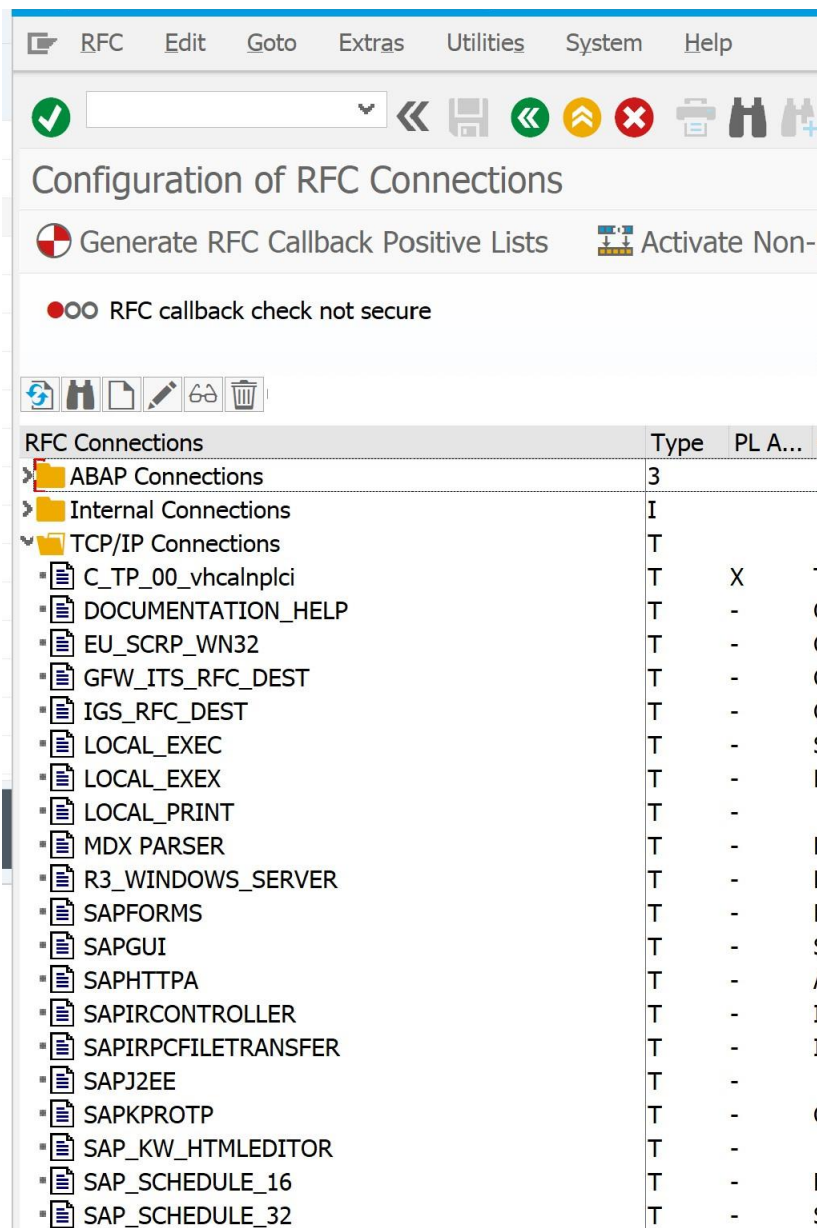 RFC Edit Goto Extras Utilities System Help
Configuration of RFC Connections
Generate RFC Callback Positive Lists Activate Non-
RFC callback check not secure
RFC Connections Type PL A...
ABAP Connections 3
Internal Connections I
TCP/IP Connections T
C_TP_00_vhcalnplci T X
DOCUMENTATION_HELP T -
EU_SCRP_WN32 T -
GFW_ITS_RFC_DEST T -
IGS_RFC_DEST T -
LOCAL_EXEC T -
LOCAL_EXEX T -
LOCAL_PRINT T -
MDX PARSER T -
R3_WINDOWS_SERVER T -
SAPFORMS T -
SAPGUI T -
SAPHTTPA T -
SAPIRCONTROLLER T -
SAPIRPCFILETRANSFER T -
SAPJ2EE T -
SAPKPROTP T -
SAP_KW_HTMLEDITOR T -
SAP_SCHEDULE_16 T -
SAP_SCHEDULE_32 T -